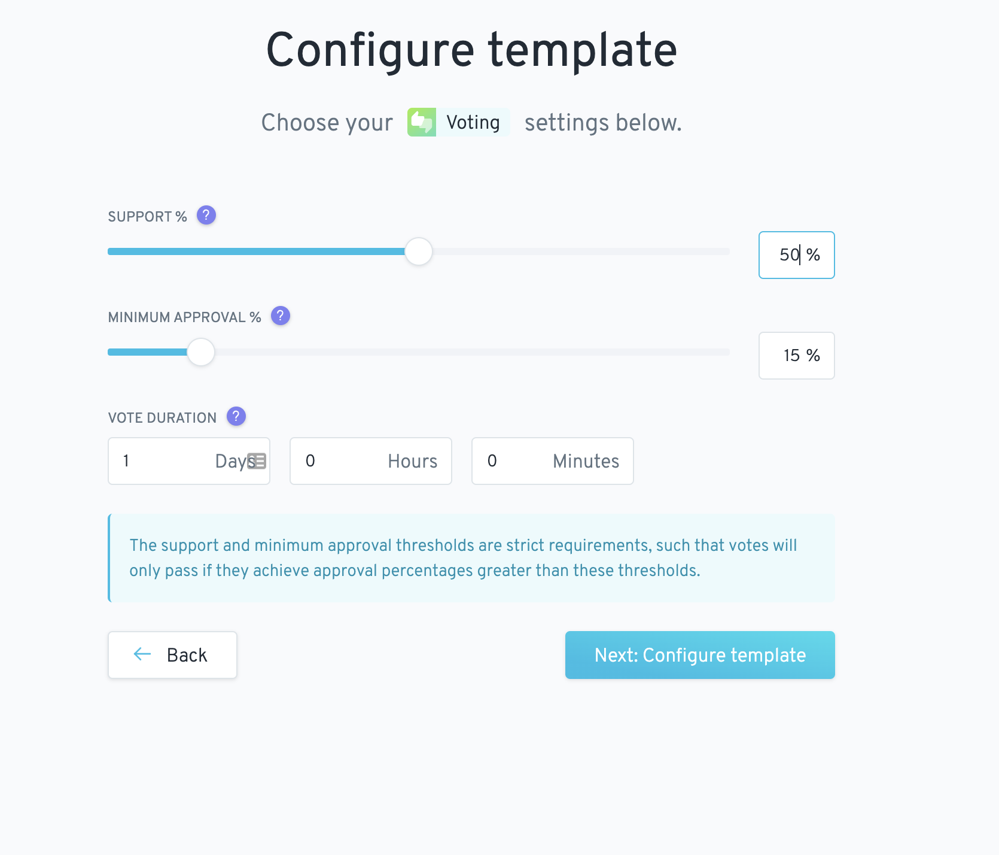 Configure template
Choose your Voting settings below.
SUPPORT % ?
50 %
MINIMUM APPROVAL % ?
15 %
VOTE DURATION ?
1 Days 0 Hours 0 Minutes
The support and minimum approval thresholds are strict requirements, such that votes will
only pass if they achieve approval percentages greater than these thresholds.
Back Next: Configure template